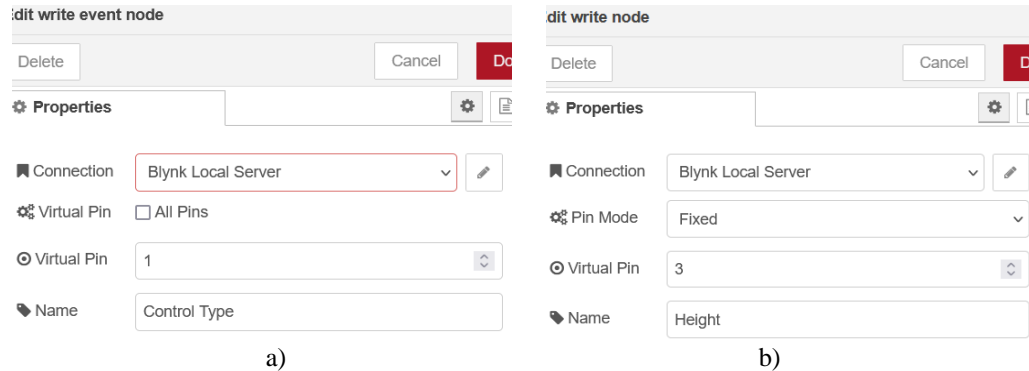 dit write event node
Delete
Cancel
Do
Properties
Connection
Blynk Local Server
Virtual Pin
All Pins
Virtual Pin
1
Name
Control Type
a)
dit write node
Delete
Cancel
D
Properties
Connection
Blynk Local Server
Pin Mode
Fixed
Virtual Pin
3
Name
Height
b)